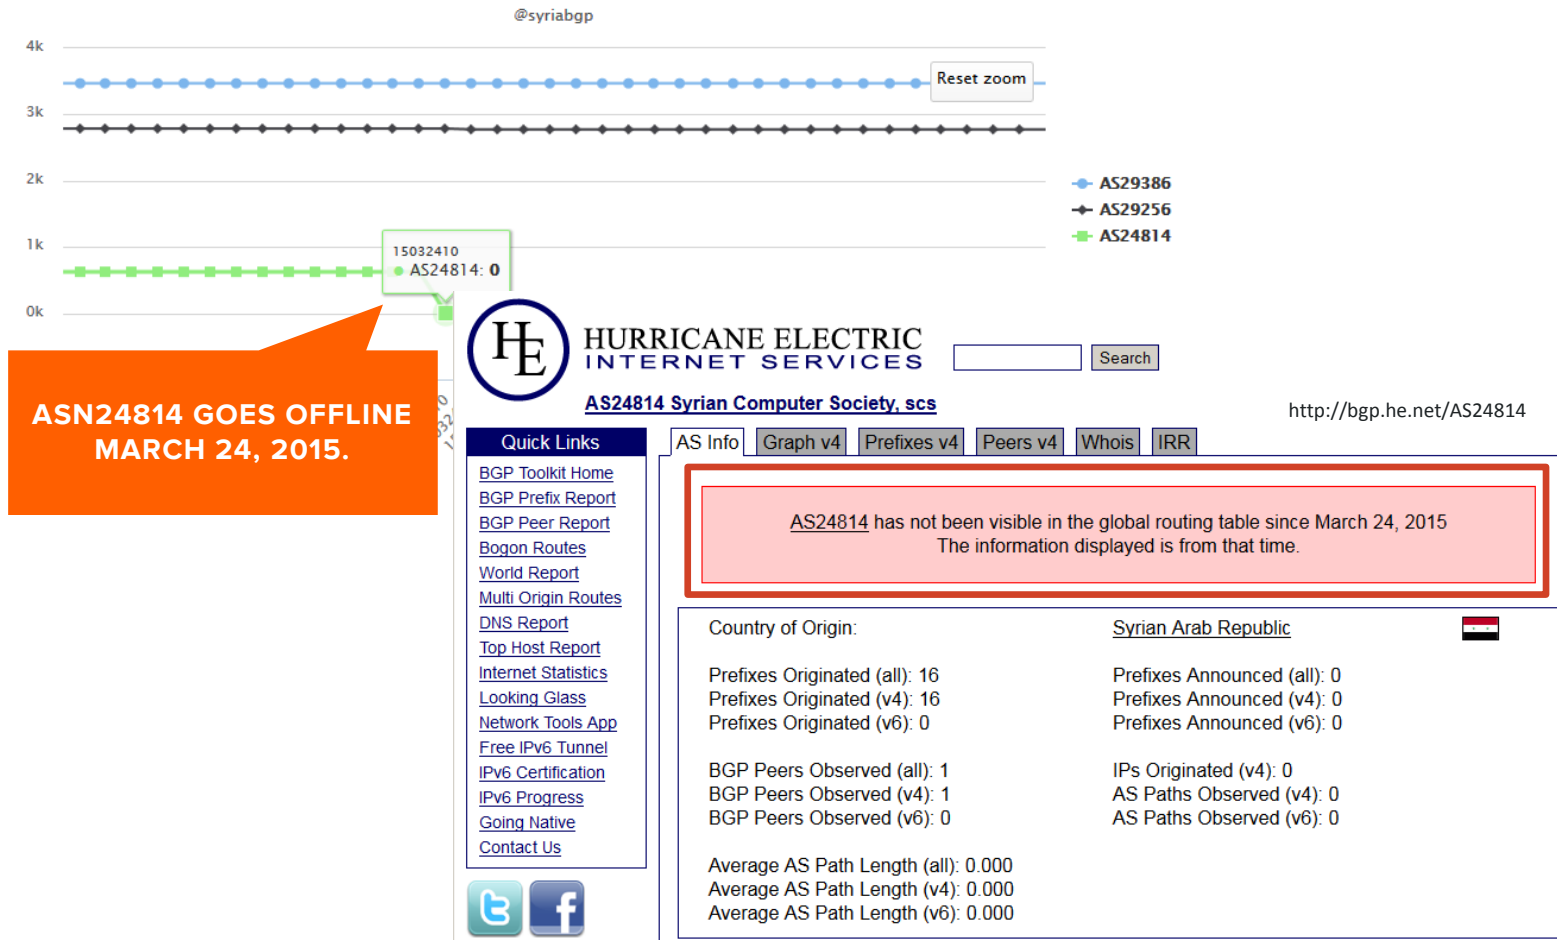 @syriabgp
4k
3k
2k
1k
0k
Reset zoom
AS29386
AS29256
AS24814
15032410
AS24814: 0
ASN24814 GOES OFFLINE
MARCH 24, 2015.
HE
HURRICANE ELECTRIC
INTERNET SERVICES
Search
AS24814 Syrian Computer Society, scs
http://bgp.he.net/AS24814
Quick Links
BGP Toolkit Home
BGP Prefix Report
BGP Peer Report
Bogon Routes
World Report
Multi Origin Routes
DNS Report
Top Host Report
Internet Statistics
Looking Glass
Network Tools App
Free IPv6 Tunnel
IPv6 Certification
IPv6 Progress
Going Native
Contact Us
AS Info Graph v4 Prefixes v4 Peers v4 Whois IRR
AS24814 has not been visible in the global routing table since March 24, 2015
The information displayed is from that time.
Country of Origin: Syrian Arab Republic
Prefixes Originated (all): 16 Prefixes Announced (all): 0
Prefixes Originated (v4): 16 Prefixes Announced (v4): 0
Prefixes Originated (v6): 0 Prefixes Announced (v6): 0
BGP Peers Observed (all): 1 IPs Originated (v4): 0
BGP Peers Observed (v4): 1 AS Paths Observed (v4): 0
BGP Peers Observed (v6): 0 AS Paths Observed (v6): 0
Average AS Path Length (all): 0.000
Average AS Path Length (v4): 0.000
Average AS Path Length (v6): 0.000